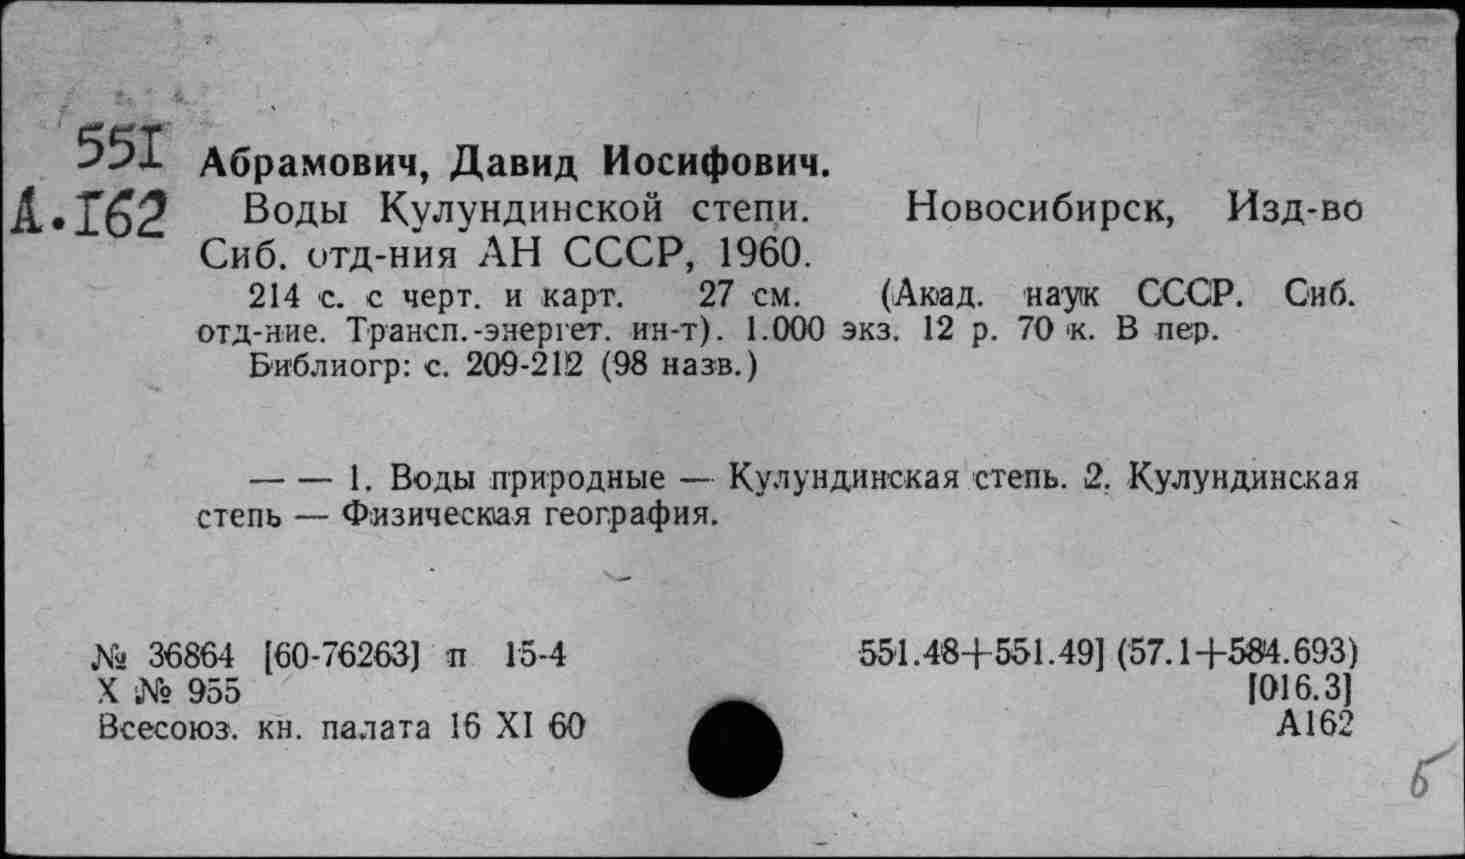 551 Абрамович, Давид Иосифович.
А.I62 Воды Кулундинской степи. Новосибирск, Изд-во
Сиб. отд-ния АН СССР, 1960.
214 с. с черт. и карт. 27 см. (Акад. наук СССР. Сиб.
отд-ние. Трансп.-энергет. ин-т). 1.000 экз. 12 р. 70 к. В пер.
Библиогр: с. 209-212 (98 назв.)
— — 1. Воды природные — Кулундинская степь. 2. Кулундинская
степь — Физическая география.
№ 36864 [60-76263] п 15-4 551.48+551.49] (57.1+584.693)
X № 955 [016.3]
Всесоюз. кн. палата 16 XI 60 А162
Б